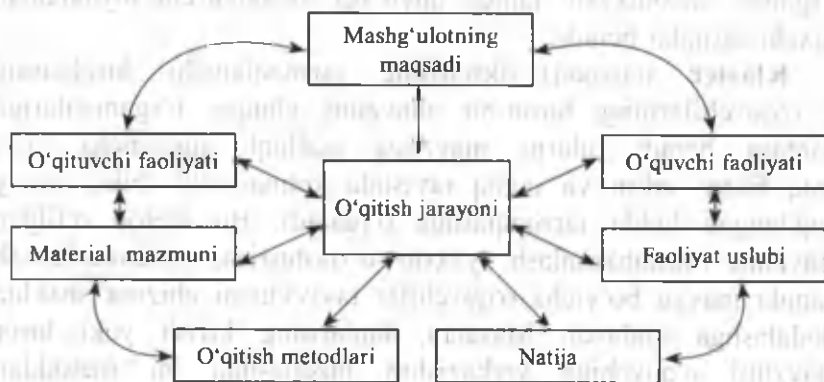 Mashg‘ulotning
maqsadi
O‘qituvchi faoliyati
O‘quvchi faoliyati
O‘qitish jarayoni
Material mazmuni
Faoliyat uslubi
O‘qitish metodlari
Natija